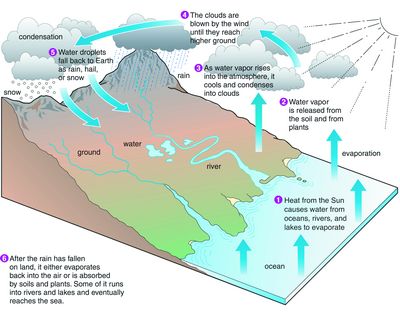 4 The clouds are
blown by the wind
until they reach
higher ground
condensation
5 Water droplets
fall back to Earth
as rain, hail,
or snow
rain
snow
3 As water vapor rises
into the atmosphere, it
cools and condenses
into clouds
2 Water vapor
is released from
the soil and from
plants
evaporation
ground
water
river
1 Heat from the Sun
causes water from
oceans, rivers, and
lakes to evaporate
ocean
6 After the rain has fallen
on land, it either evaporates
back into the air or is absorbed
by soils and plants. Some of it runs
into rivers and lakes and eventually
reaches the sea.